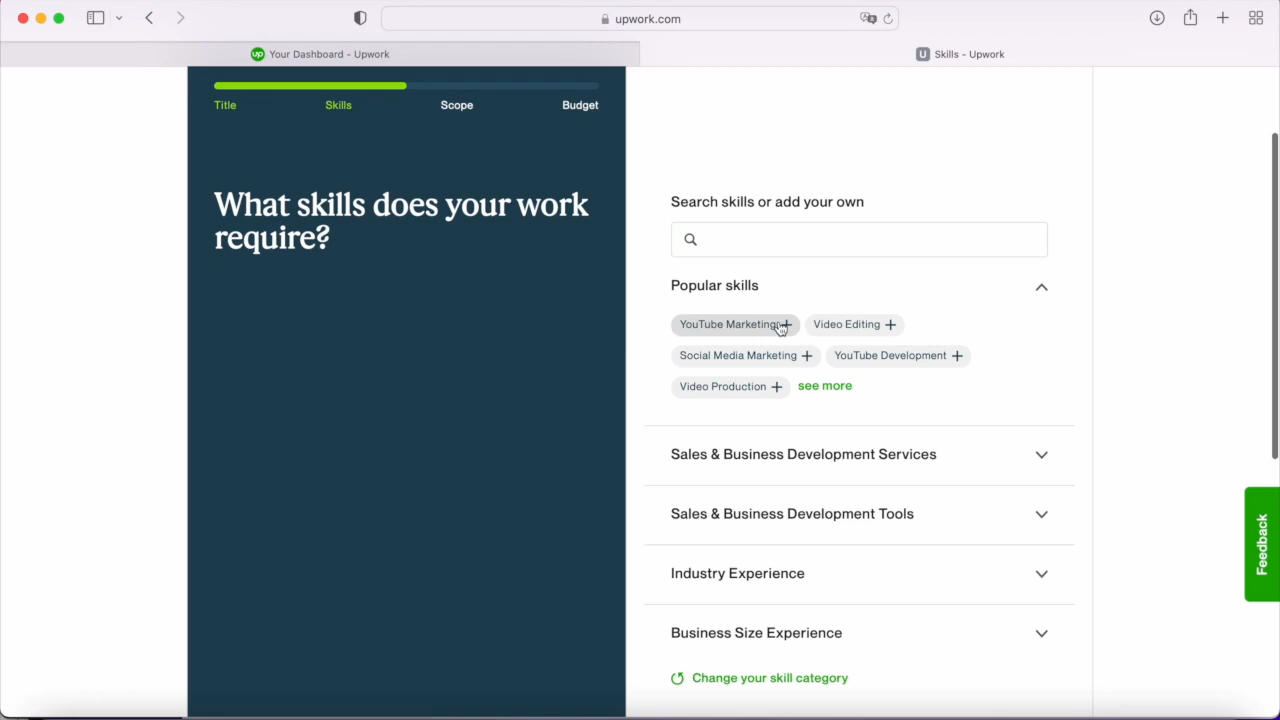 upwork.com
up Your Dashboard - Upwork
U Skills - Upwork
Title Skills Scope Budget
What skills does your work
require?
Search skills or add your own
Popular skills
YouTube Marketing Video Editing
Social Media Marketing YouTube Development
Video Production see more
Sales & Business Development Services
Sales & Business Development Tools
Industry Experience
Business Size Experience
Change your skill category
Feedback